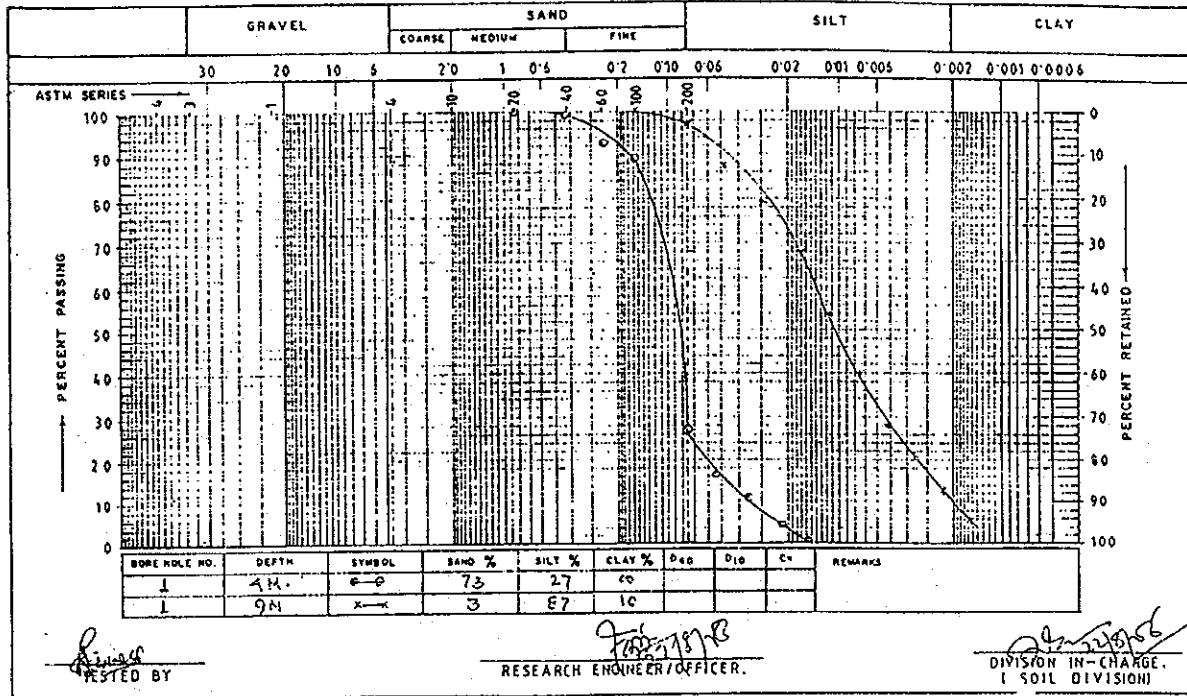 GRAVEL SAND SILT CLAY
COARSE MEDIUM FINE
30 20 10 5 2·0 1 0·5 0·2 0·10 0·05 0·02 0·01 0·005 0·002 0·001 0·0006
ASTM SERIES 3 1 4 10 20 40 60 100 200
100 0
90 10
80 20
70 30
60 40
50 50
40 60
30 70
20 80
10 90
0 100
PERCENT PASSING
PERCENT RETAINED
BORE HOLE NO. DEPTH SYMBOL SAND % SILT % CLAY % D60 D10 REMARKS
1 4M. 73 27
1 9M x—x 3 87 10
TESTED BY
RESEARCH ENGINEER/OFFICER.
DIVISION IN-CHARGE.
( SOIL DIVISION)